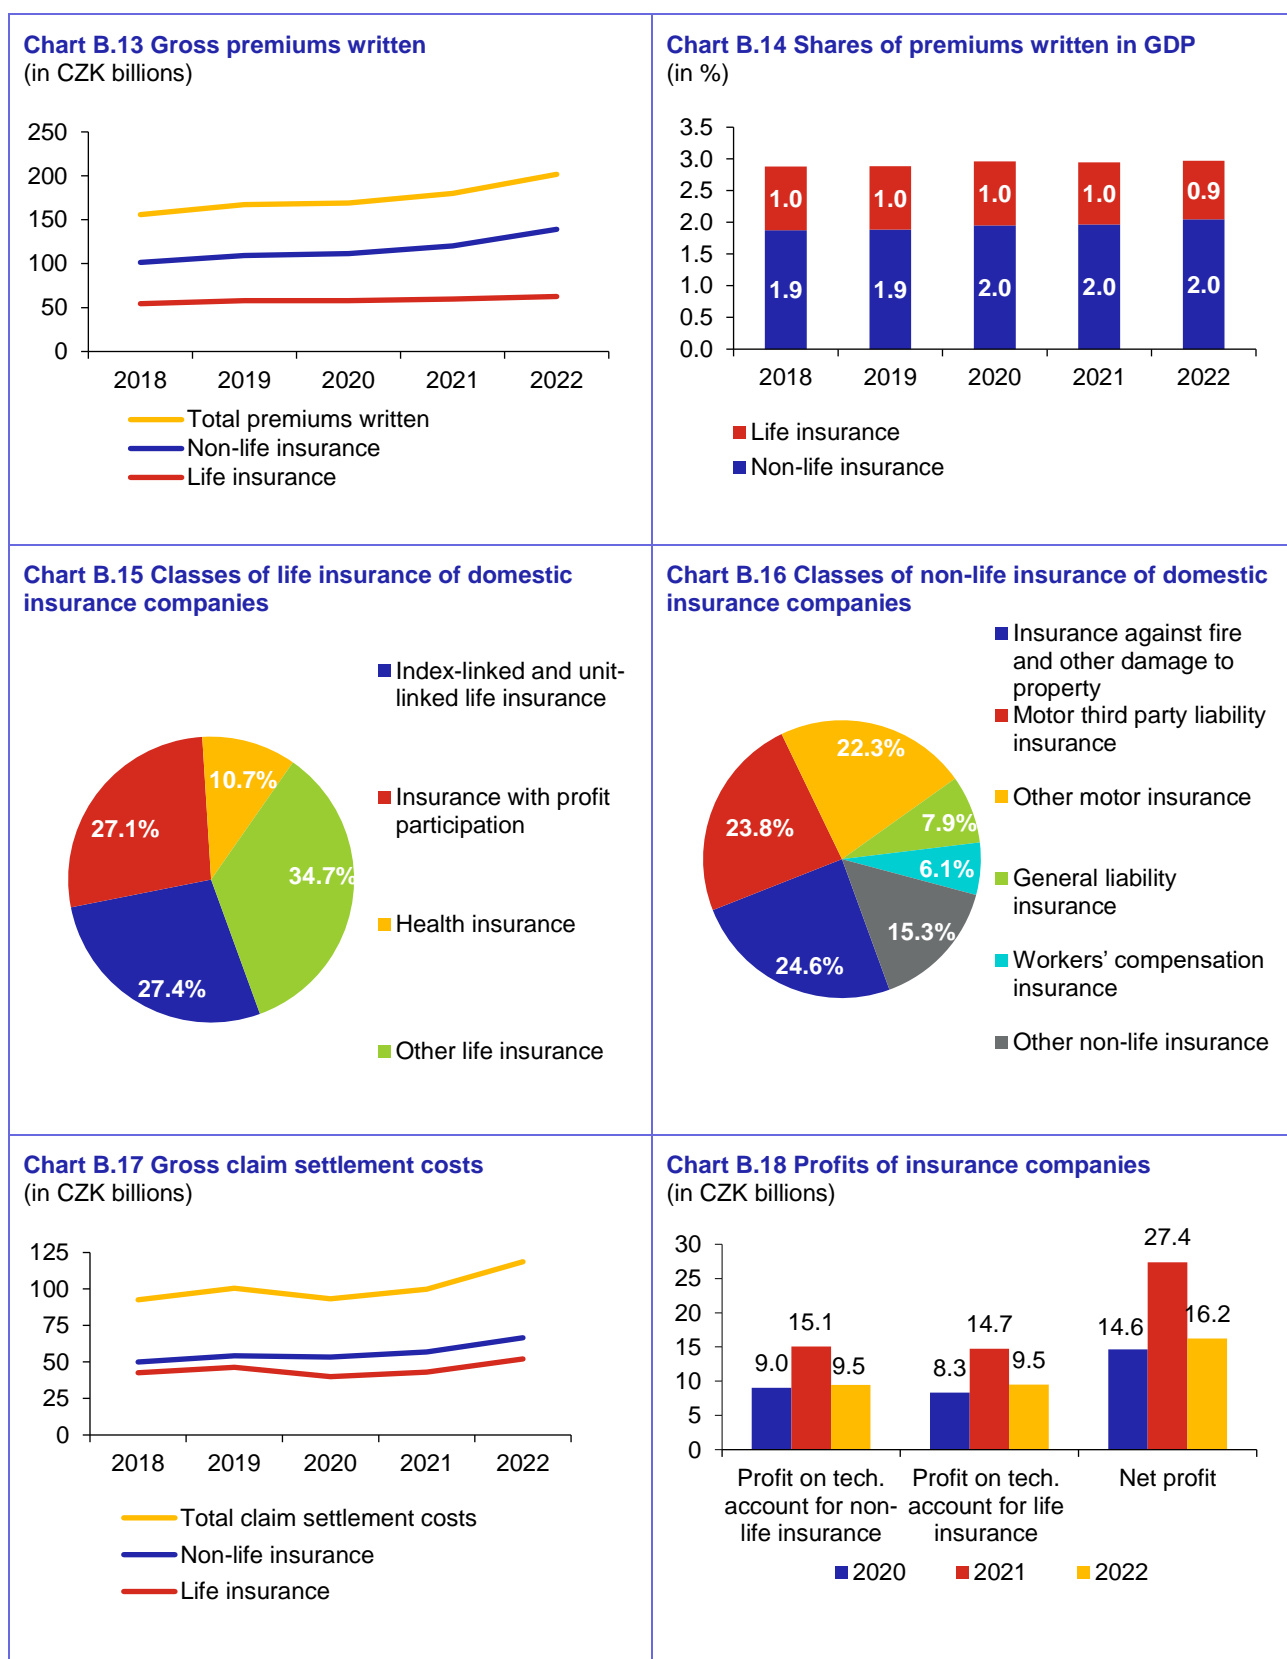 Chart B.13 Gross premiums written
(in CZK billions)
250
200
150
100
50
0
2018 2019 2020 2021 2022
Total premiums written
Non-life insurance
Life insurance
Chart B.14 Shares of premiums written in GDP
(in %)
3.5
3.0
2.5
2.0
1.5
1.0
0.5
0.0
1.0 1.0 1.0 1.0 0.9
1.9 1.9 2.0 2.0 2.0
2018 2019 2020 2021 2022
Life insurance
Non-life insurance
Chart B.15 Classes of life insurance of domestic
insurance companies
10.7%
27.1%
34.7%
27.4%
Index-linked and unit-
linked life insurance
Insurance with profit
participation
Health insurance
Other life insurance
Chart B.16 Classes of non-life insurance of domestic
insurance companies
22.3%
7.9%
23.8%
6.1%
15.3%
24.6%
Insurance against fire
and other damage to
property
Motor third party liability
insurance
Other motor insurance
General liability
insurance
Workers’ compensation
insurance
Other non-life insurance
Chart B.17 Gross claim settlement costs
(in CZK billions)
125
100
75
50
25
0
2018 2019 2020 2021 2022
Total claim settlement costs
Non-life insurance
Life insurance
Chart B.18 Profits of insurance companies
(in CZK billions)
30
25
20
15
10
5
0
9.0 15.1 9.5
8.3 14.7 9.5
14.6 27.4 16.2
Profit on tech.
account for non-
life insurance
Profit on tech.
account for life
insurance
Net profit
2020 2021 2022